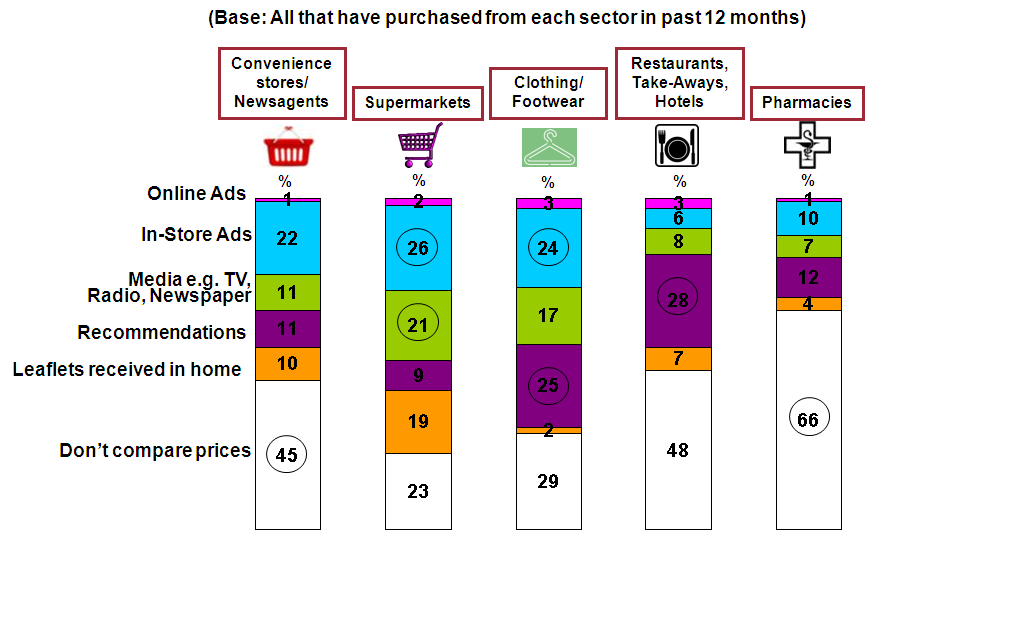 (Base: All that have purchased from each sector in past 12 months)
Convenience
stores/
Newsagents
Supermarkets
Clothing/
Footwear
Restaurants,
Take-Aways,
Hotels
Pharmacies
% % % % %
Online Ads 1 2 3 3 1
In-Store Ads 22 26 24 6 10
Media e.g. TV,
Radio, Newspaper 11 21 17 8 7
Recommendations 11 9 25 28 12
Leaflets received in home 10 19 2 7 4
Don’t compare prices 45 23 29 48 66